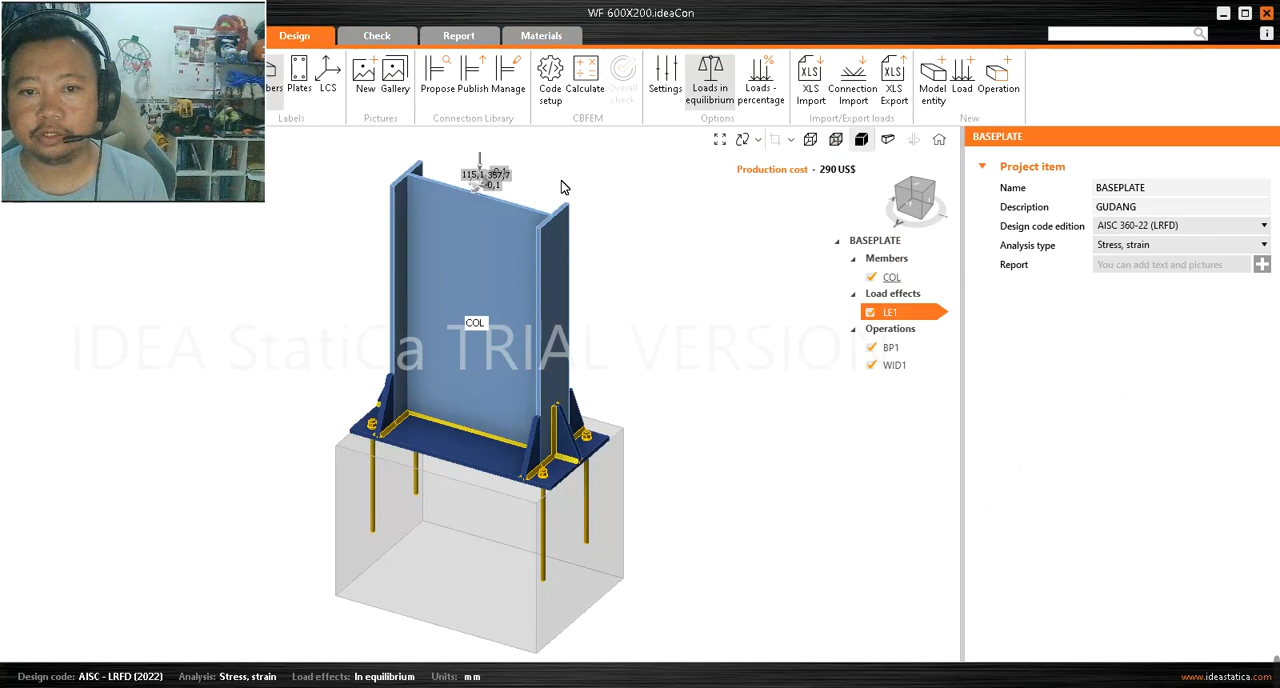 WF 600X200.ideaCon
Design
Check
Report
Materials
Plates
LCS
New
Gallery
Propose
Publish
Manage
Code setup
Calculate
Overall check
Settings
Loads in equilibrium
Loads - percentage
XLS Import
Connection Import
XLS Export
Model entity
Load
Operation
Labels
Pictures
Connection Library
CBFEM
Options
Import/Export loads
New
Production cost - 290 US$
COL
BASEPLATE
Members
COL
Load effects
LE1
Operations
BP1
WID1
IDEA StatiCa TRIAL VERSION
BASEPLATE
Project item
Name BASEPLATE
Description GUDANG
Design code edition AISC 360-22 (LRFD)
Analysis type Stress, strain
Report You can add text and pictures
Design code: AISC - LRFD (2022) Analysis: Stress, strain Load effects: In equilibrium Units: mm
www.ideastatica.com